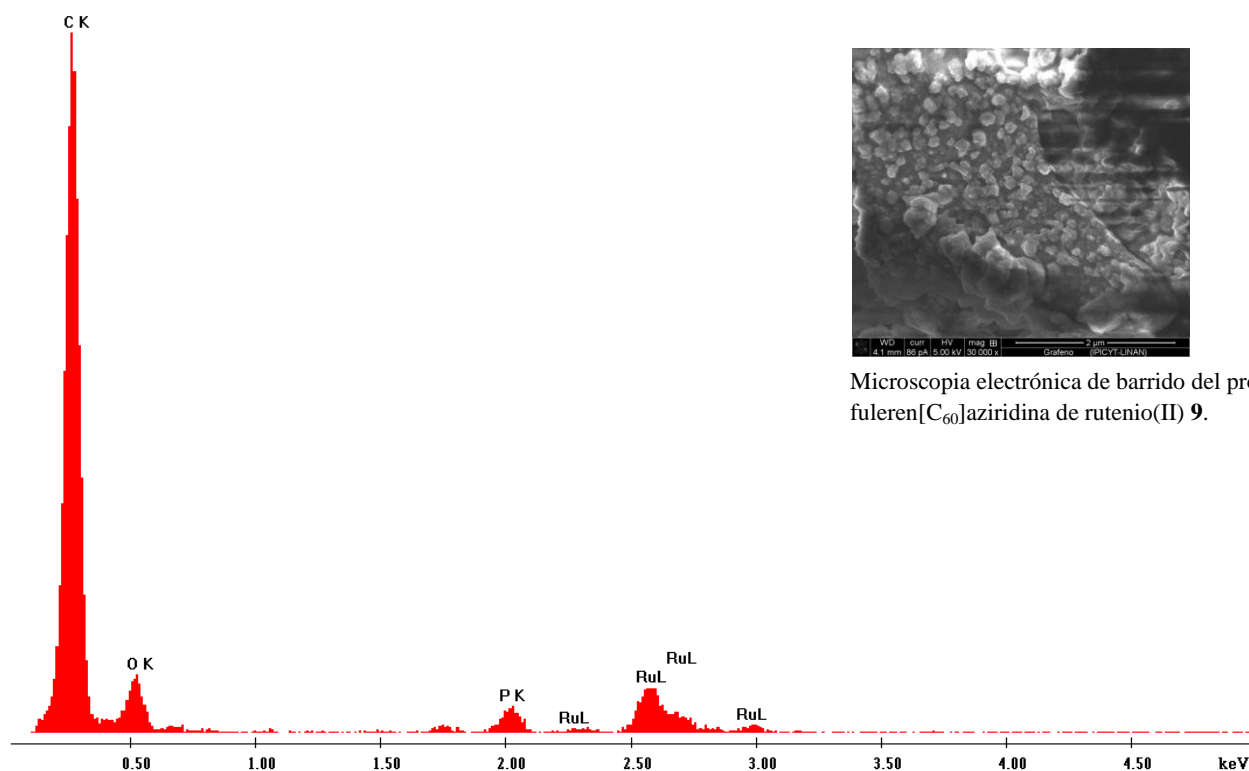 C K
O K
P K
RuL
RuL
RuL
RuL
0.50 1.00 1.50 2.00 2.50 3.00 3.50 4.00 4.50 keV
WD curr HV mag ⊞ 2 µm
4.1 mm 86 pA 5.00 kV 30 000 x Grafeno (IPICYT-LINAN)
Microscopia electrónica de barrido del pr
fuleren[C₆₀]aziridina de rutenio(II) 9.